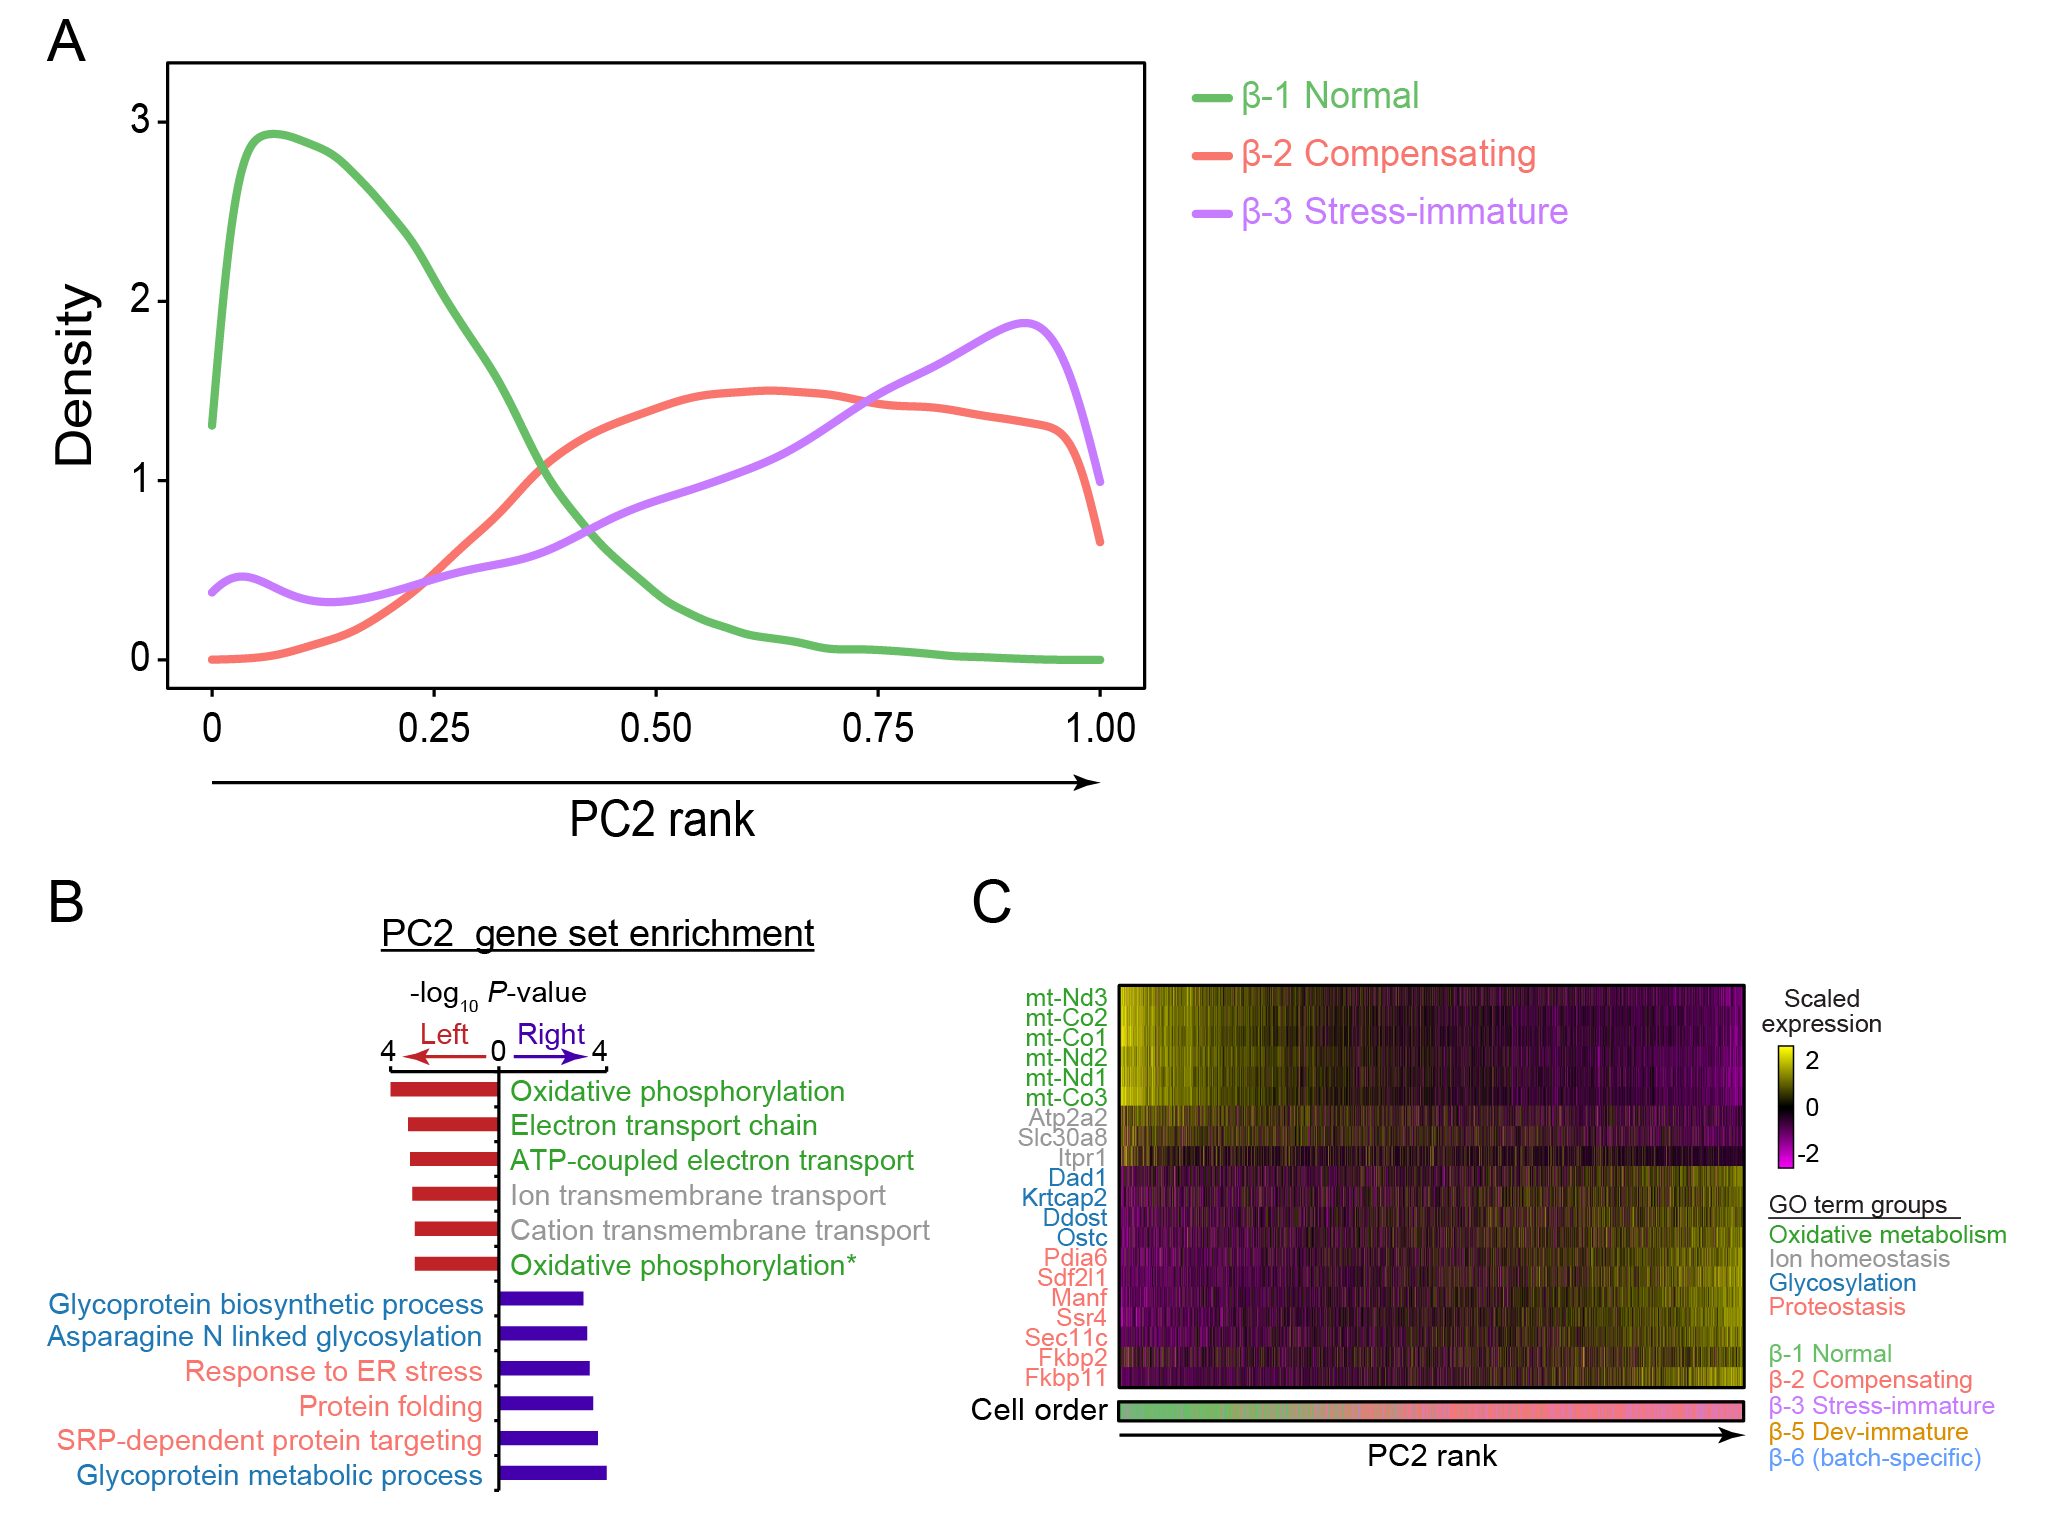 A
3
2
1
0
Density
0
0.25
0.50
0.75
1.00
PC2 rank
β-1 Normal
β-2 Compensating
β-3 Stress-immature
B
PC2 gene set enrichment
-log10 P-value
Left
Right
4
0
4
Oxidative phosphorylation
Electron transport chain
ATP-coupled electron transport
Ion transmembrane transport
Cation transmembrane transport
Oxidative phosphorylation*
Glycoprotein biosynthetic process
Asparagine N linked glycosylation
Response to ER stress
Protein folding
SRP-dependent protein targeting
Glycoprotein metabolic process
C
mt-Nd3
mt-Co2
mt-Co1
mt-Nd2
mt-Nd1
mt-Co3
Atp2a2
Slc30a8
Itpr1
Dad1
Krtcap2
Ddost
Ostc
Pdia6
Sdf2l1
Manf
Ssr4
Sec11c
Fkbp2
Fkbp11
Cell order
PC2 rank
Scaled
expression
2
0
-2
GO term groups
Oxidative metabolism
Ion homeostasis
Glycosylation
Proteostasis
β-1 Normal
β-2 Compensating
β-3 Stress-immature
β-5 Dev-immature
β-6 (batch-specific)